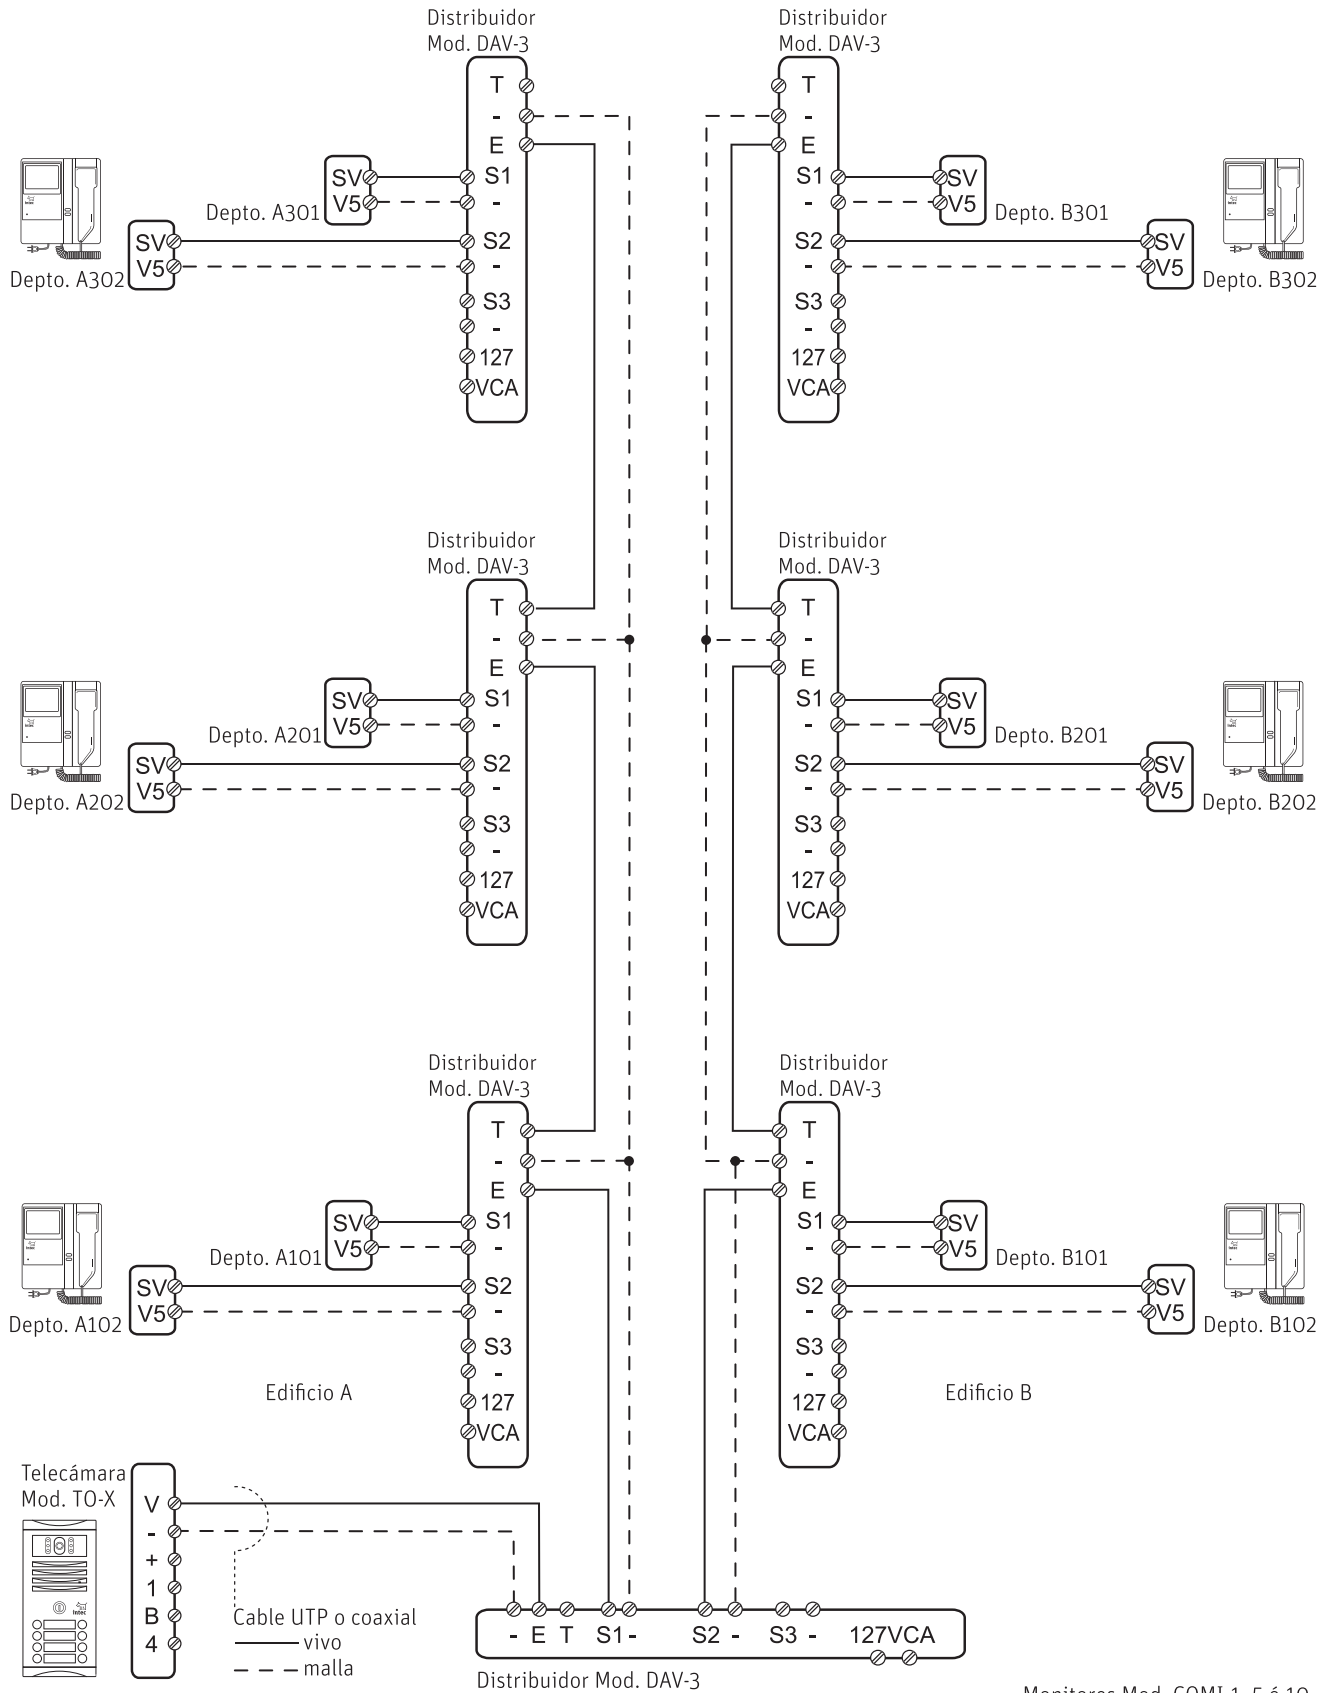 Distribuidor
Mod. DAV-3
Distribuidor
Mod. DAV-3
T
-
E
S1
-
S2
-
S3
-
127
VCA
T
-
E
S1
-
S2
-
S3
-
127
VCA
SV
V5
Depto. A301
SV
V5
Depto. A302
SV
V5
Depto. B301
SV
V5
Depto. B302
Distribuidor
Mod. DAV-3
Distribuidor
Mod. DAV-3
T
-
E
S1
-
S2
-
S3
-
127
VCA
T
-
E
S1
-
S2
-
S3
-
127
VCA
SV
V5
Depto. A201
SV
V5
Depto. A202
SV
V5
Depto. B201
SV
V5
Depto. B202
Distribuidor
Mod. DAV-3
Distribuidor
Mod. DAV-3
T
-
E
S1
-
S2
-
S3
-
127
VCA
T
-
E
S1
-
S2
-
S3
-
127
VCA
SV
V5
Depto. A101
SV
V5
Depto. A102
SV
V5
Depto. B101
SV
V5
Depto. B102
Edificio A
Edificio B
Telecámara
Mod. TO-X
V
-
+
1
B
4
Intec
Cable UTP o coaxial
vivo
malla
- E T S1 - S2 - S3 - 127 VCA
Distribuidor Mod. DAV-3